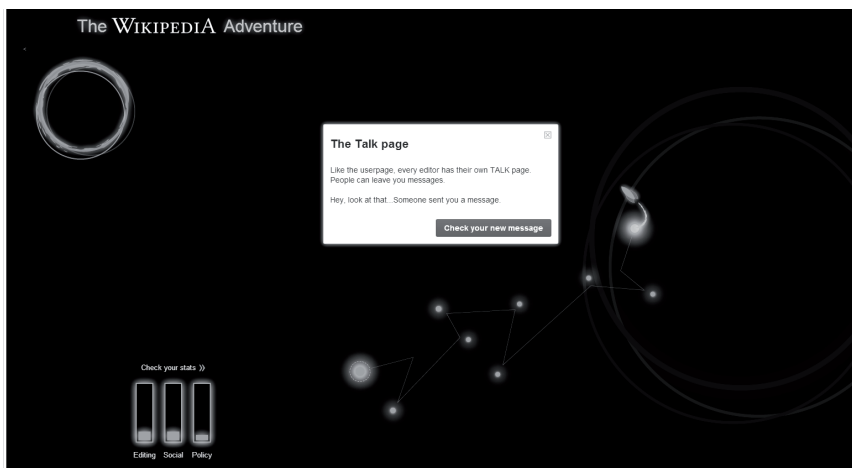 The WIKIPEDIA Adventure
The Talk page
Like the userpage, every editor has their own TALK page.
People can leave you messages.
Hey, look at that...Someone sent you a message.
Check your new message
Check your stats ⟩⟩
Editing Social Policy